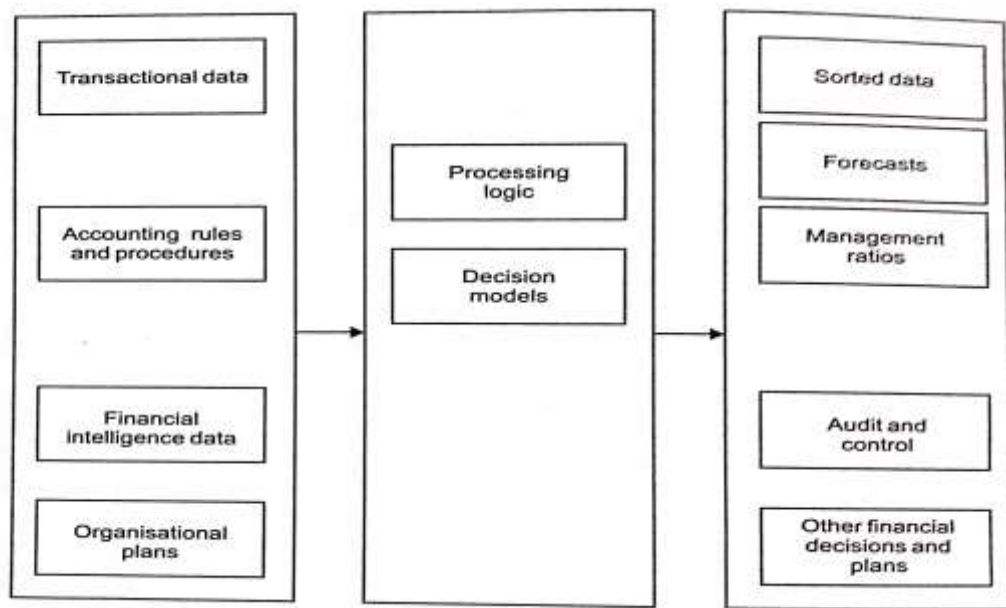 Transactional data
Accounting rules
and procedures
Financial
intelligence data
Organisational
plans
Processing
logic
Decision
models
Sorted data
Forecasts
Management
ratios
Audit and
control
Other financial
decisions and
plans